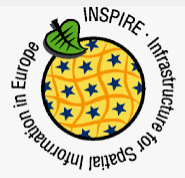 INSPIRE · Infrastructure for Spatial Information in Europe